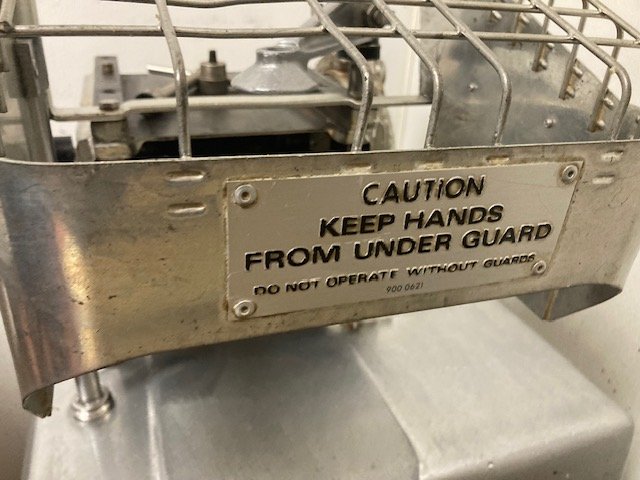 CAUTION
KEEP HANDS
FROM UNDER GUARD
DO NOT OPERATE WITHOUT GUARDS
900 0621